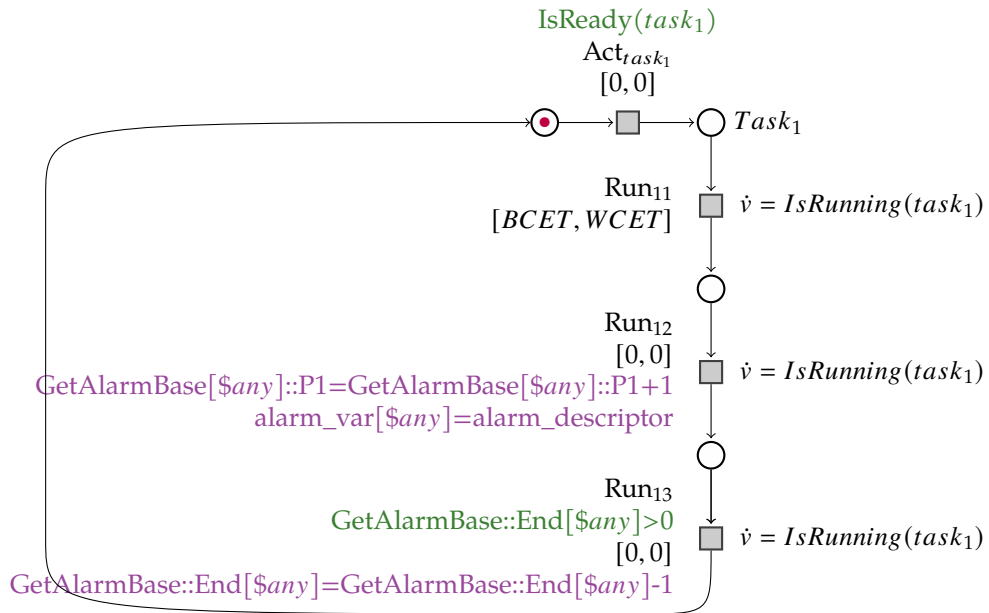 IsReady(task₁)
Act_task₁
[0, 0]
Task₁
Run₁₁
[BCET, WCET]
v̇ = IsRunning(task₁)
Run₁₂
[0, 0]
GetAlarmBase[$any]::P1=GetAlarmBase[$any]::P1+1
v̇ = IsRunning(task₁)
alarm_var[$any]=alarm_descriptor
Run₁₃
GetAlarmBase::End[$any]>0
v̇ = IsRunning(task₁)
[0, 0]
GetAlarmBase::End[$any]=GetAlarmBase::End[$any]-1